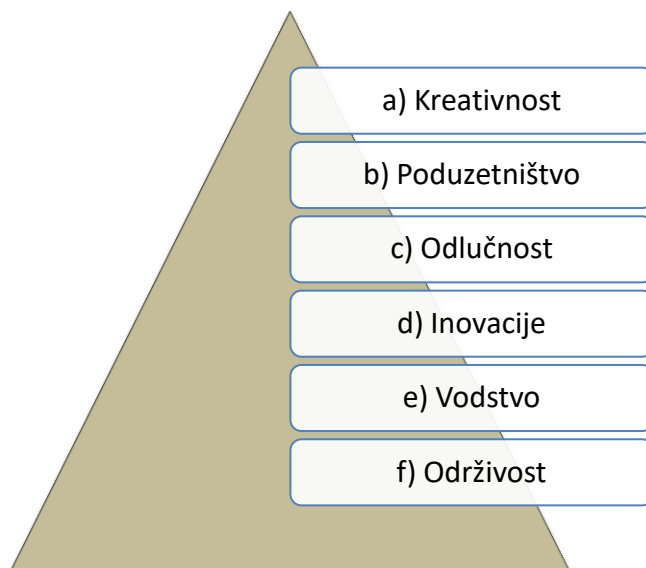 a) Kreativnost
b) Poduzetništvo
c) Odlučnost
d) Inovacije
e) Vodstvo
f) Održivost